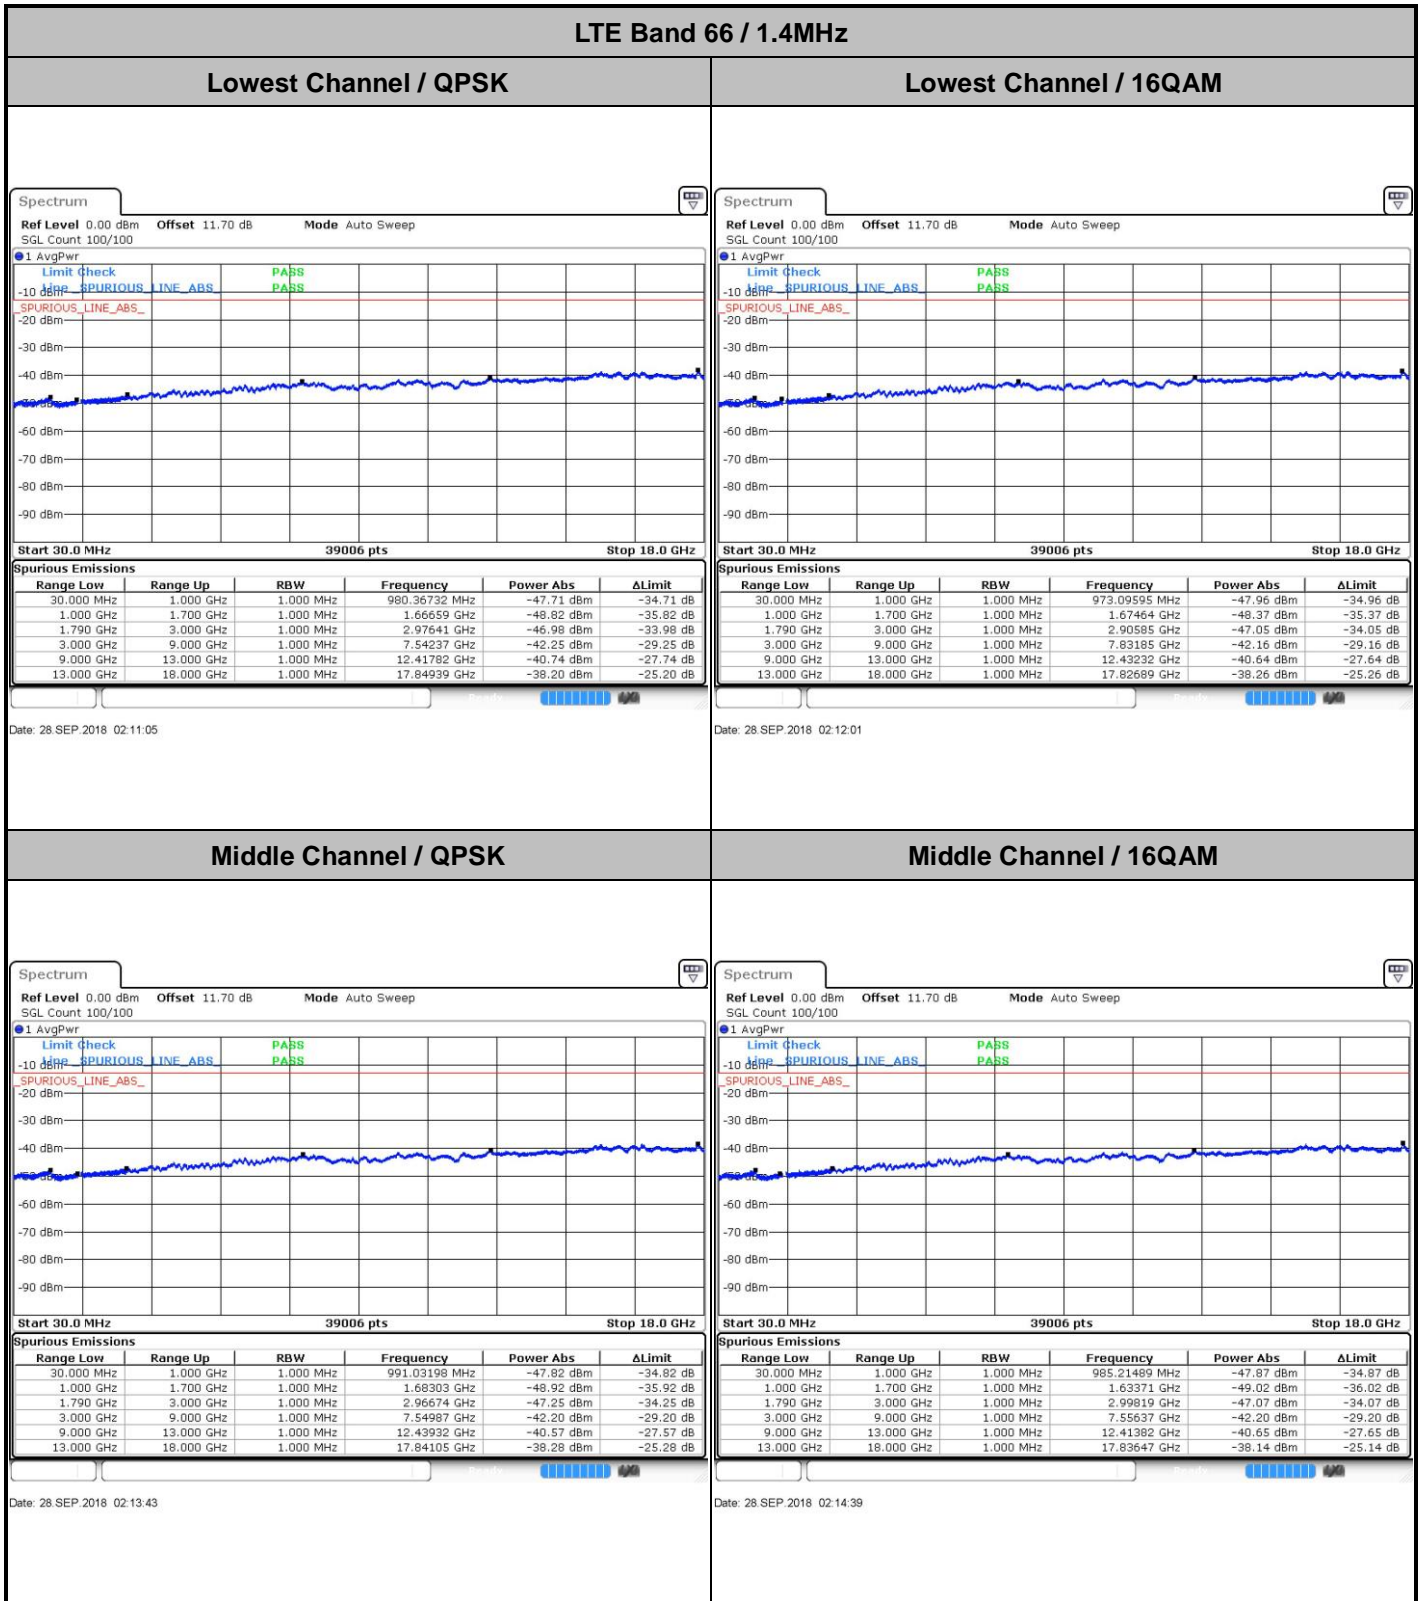 LTE Band 66 / 1.4MHz
Lowest Channel / QPSK
Lowest Channel / 16QAM
Spectrum
Ref Level 0.00 dBm Offset 11.70 dB Mode Auto Sweep
SGL Count 100/100
1 AvgPwr
Limit Check PASS
Line _SPURIOUS_LINE_ABS_ PASS
-10 dBm
_SPURIOUS_LINE_ABS_
-20 dBm
-30 dBm
-40 dBm
-50 dBm
-60 dBm
-70 dBm
-80 dBm
-90 dBm
Start 30.0 MHz 39006 pts Stop 18.0 GHz
Spurious Emissions
Range Low Range Up RBW Frequency Power Abs ΔLimit
30.000 MHz 1.000 GHz 1.000 MHz 980.36732 MHz -47.71 dBm -34.71 dB
1.000 GHz 1.700 GHz 1.000 MHz 1.66659 GHz -48.82 dBm -35.82 dB
1.790 GHz 3.000 GHz 1.000 MHz 2.97641 GHz -46.98 dBm -33.98 dB
3.000 GHz 9.000 GHz 1.000 MHz 7.54237 GHz -42.25 dBm -29.25 dB
9.000 GHz 13.000 GHz 1.000 MHz 12.41782 GHz -40.74 dBm -27.74 dB
13.000 GHz 18.000 GHz 1.000 MHz 17.84939 GHz -38.20 dBm -25.20 dB
Date: 28.SEP.2018 02:11:05
Spectrum
Ref Level 0.00 dBm Offset 11.70 dB Mode Auto Sweep
SGL Count 100/100
1 AvgPwr
Limit Check PASS
Line _SPURIOUS_LINE_ABS_ PASS
-10 dBm
_SPURIOUS_LINE_ABS_
-20 dBm
-30 dBm
-40 dBm
-50 dBm
-60 dBm
-70 dBm
-80 dBm
-90 dBm
Start 30.0 MHz 39006 pts Stop 18.0 GHz
Spurious Emissions
Range Low Range Up RBW Frequency Power Abs ΔLimit
30.000 MHz 1.000 GHz 1.000 MHz 973.09595 MHz -47.96 dBm -34.96 dB
1.000 GHz 1.700 GHz 1.000 MHz 1.67464 GHz -48.37 dBm -35.37 dB
1.790 GHz 3.000 GHz 1.000 MHz 2.90585 GHz -47.05 dBm -34.05 dB
3.000 GHz 9.000 GHz 1.000 MHz 7.83185 GHz -42.16 dBm -29.16 dB
9.000 GHz 13.000 GHz 1.000 MHz 12.43232 GHz -40.64 dBm -27.64 dB
13.000 GHz 18.000 GHz 1.000 MHz 17.82689 GHz -38.26 dBm -25.26 dB
Date: 28.SEP.2018 02:12:01
Middle Channel / QPSK
Middle Channel / 16QAM
Spectrum
Ref Level 0.00 dBm Offset 11.70 dB Mode Auto Sweep
SGL Count 100/100
1 AvgPwr
Limit Check PASS
Line _SPURIOUS_LINE_ABS_ PASS
-10 dBm
_SPURIOUS_LINE_ABS_
-20 dBm
-30 dBm
-40 dBm
-50 dBm
-60 dBm
-70 dBm
-80 dBm
-90 dBm
Start 30.0 MHz 39006 pts Stop 18.0 GHz
Spurious Emissions
Range Low Range Up RBW Frequency Power Abs ΔLimit
30.000 MHz 1.000 GHz 1.000 MHz 991.03198 MHz -47.82 dBm -34.82 dB
1.000 GHz 1.700 GHz 1.000 MHz 1.68303 GHz -48.92 dBm -35.92 dB
1.790 GHz 3.000 GHz 1.000 MHz 2.96674 GHz -47.25 dBm -34.25 dB
3.000 GHz 9.000 GHz 1.000 MHz 7.54987 GHz -42.20 dBm -29.20 dB
9.000 GHz 13.000 GHz 1.000 MHz 12.43932 GHz -40.57 dBm -27.57 dB
13.000 GHz 18.000 GHz 1.000 MHz 17.84105 GHz -38.28 dBm -25.28 dB
Date: 28.SEP.2018 02:13:43
Spectrum
Ref Level 0.00 dBm Offset 11.70 dB Mode Auto Sweep
SGL Count 100/100
1 AvgPwr
Limit Check PASS
Line _SPURIOUS_LINE_ABS_ PASS
-10 dBm
_SPURIOUS_LINE_ABS_
-20 dBm
-30 dBm
-40 dBm
-50 dBm
-60 dBm
-70 dBm
-80 dBm
-90 dBm
Start 30.0 MHz 39006 pts Stop 18.0 GHz
Spurious Emissions
Range Low Range Up RBW Frequency Power Abs ΔLimit
30.000 MHz 1.000 GHz 1.000 MHz 985.21489 MHz -47.87 dBm -34.87 dB
1.000 GHz 1.700 GHz 1.000 MHz 1.63371 GHz -49.02 dBm -36.02 dB
1.790 GHz 3.000 GHz 1.000 MHz 2.99819 GHz -47.07 dBm -34.07 dB
3.000 GHz 9.000 GHz 1.000 MHz 7.55637 GHz -42.20 dBm -29.20 dB
9.000 GHz 13.000 GHz 1.000 MHz 12.41382 GHz -40.65 dBm -27.65 dB
13.000 GHz 18.000 GHz 1.000 MHz 17.83647 GHz -38.14 dBm -25.14 dB
Date: 28.SEP.2018 02:14:39